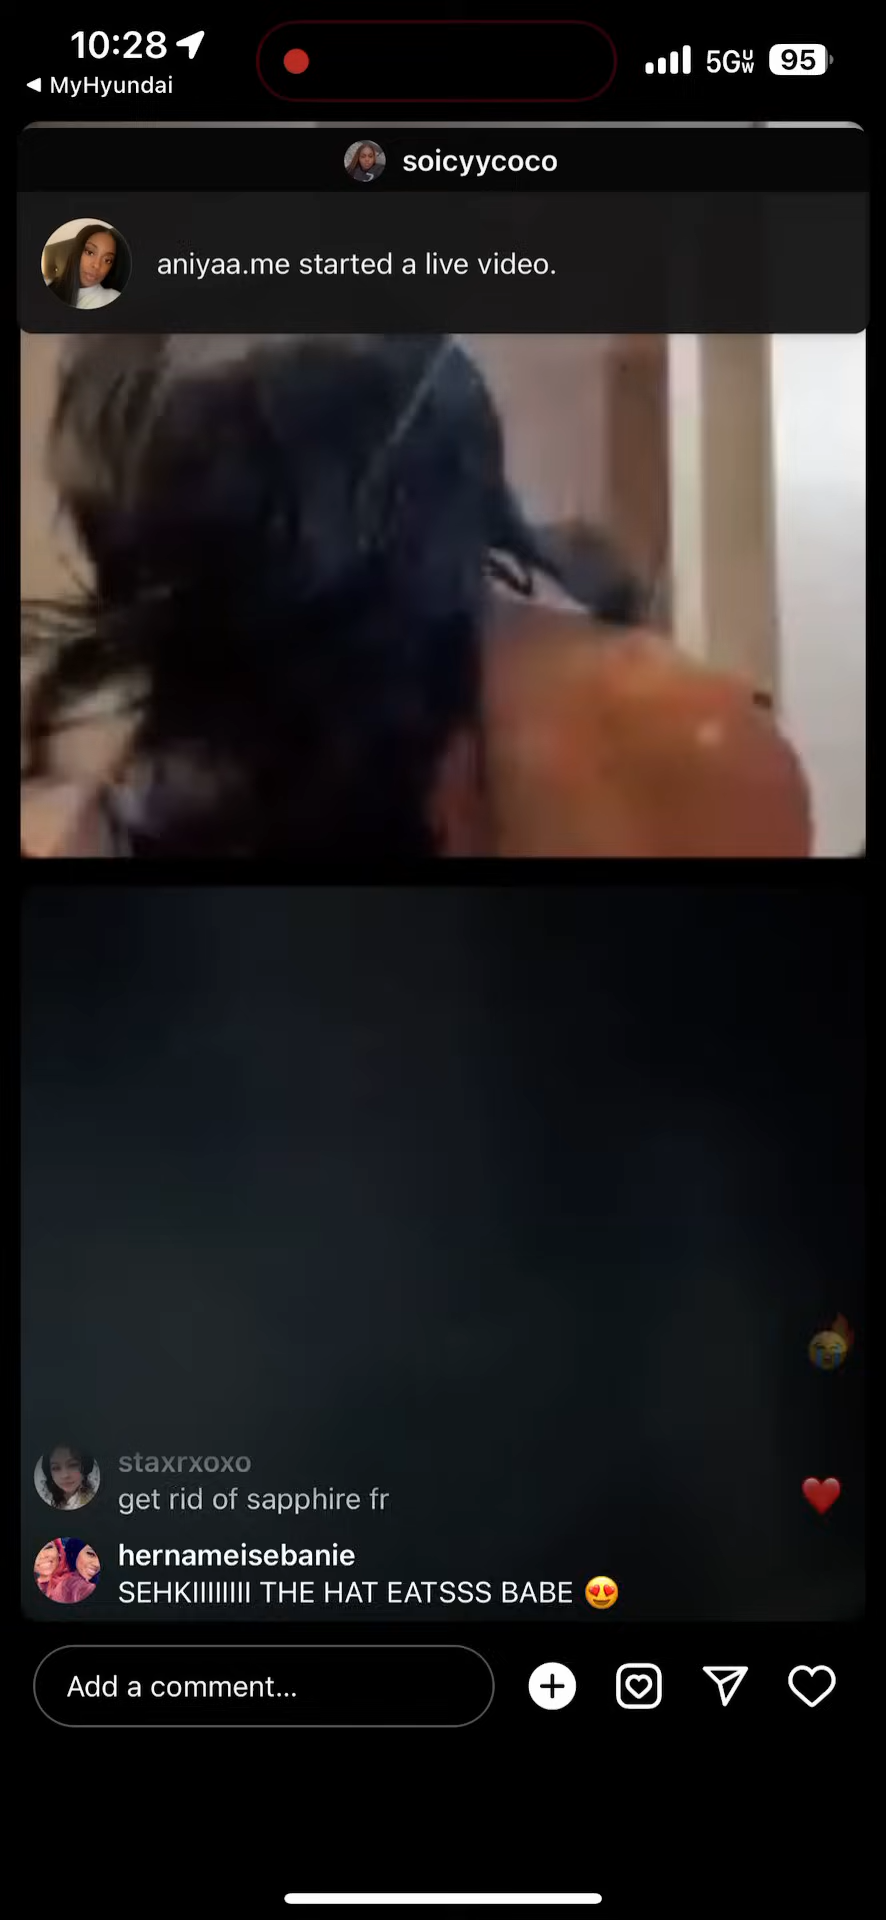 10:28
5G UW
95
MyHyundai
soicyycoco
aniyaa.me started a live video.
staxrxoxo
get rid of sapphire fr
hernameisebanie
SEHKIIIIIIII THE HAT EATSSS BABE 😍
Add a comment...